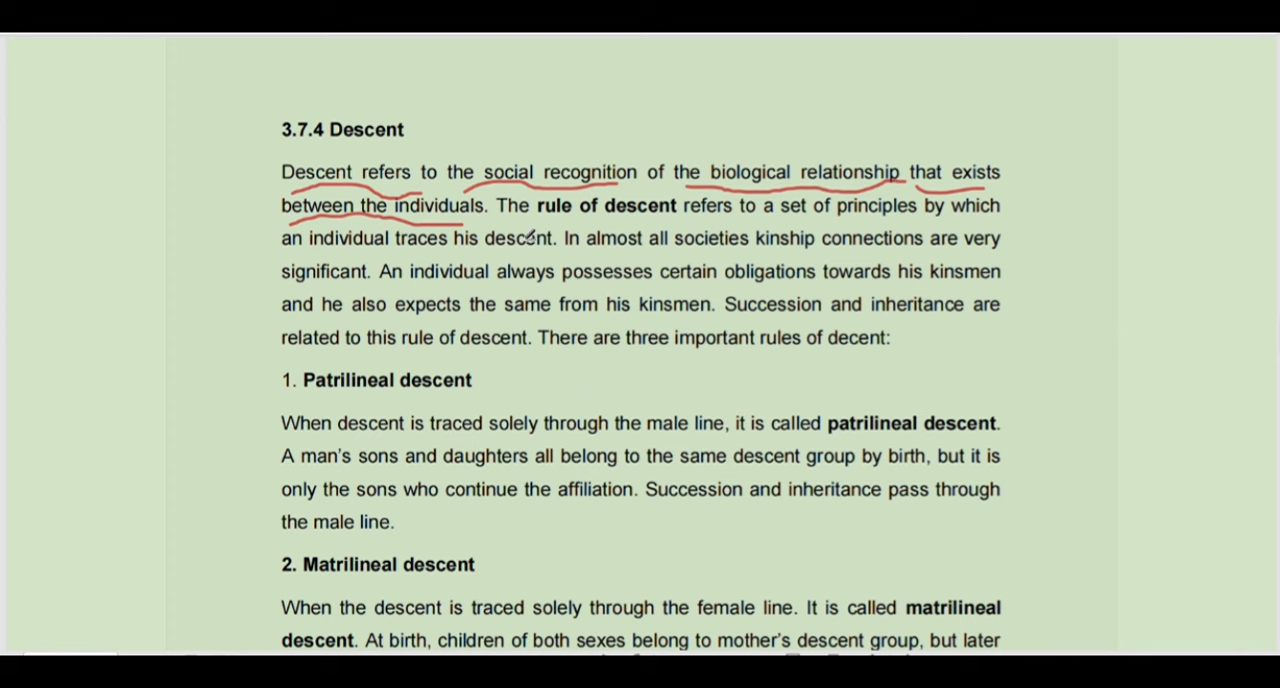 3.7.4 Descent
Descent refers to the social recognition of the biological relationship that exists
between the individuals. The rule of descent refers to a set of principles by which
an individual traces his descent. In almost all societies kinship connections are very
significant. An individual always possesses certain obligations towards his kinsmen
and he also expects the same from his kinsmen. Succession and inheritance are
related to this rule of descent. There are three important rules of decent:
1. Patrilineal descent
When descent is traced solely through the male line, it is called patrilineal descent.
A man's sons and daughters all belong to the same descent group by birth, but it is
only the sons who continue the affiliation. Succession and inheritance pass through
the male line.
2. Matrilineal descent
When the descent is traced solely through the female line. It is called matrilineal
descent. At birth, children of both sexes belong to mother's descent group, but later